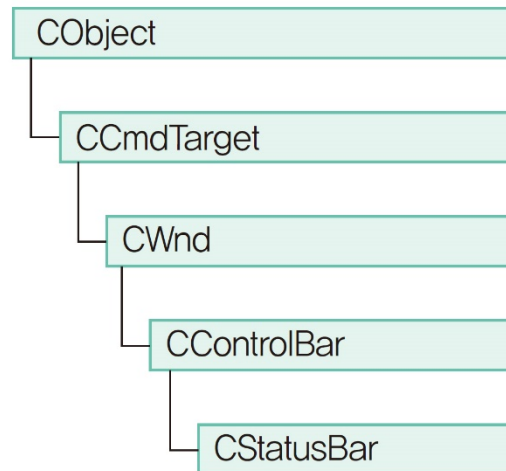 CObject
CCmdTarget
CWnd
CControlBar
CStatusBar